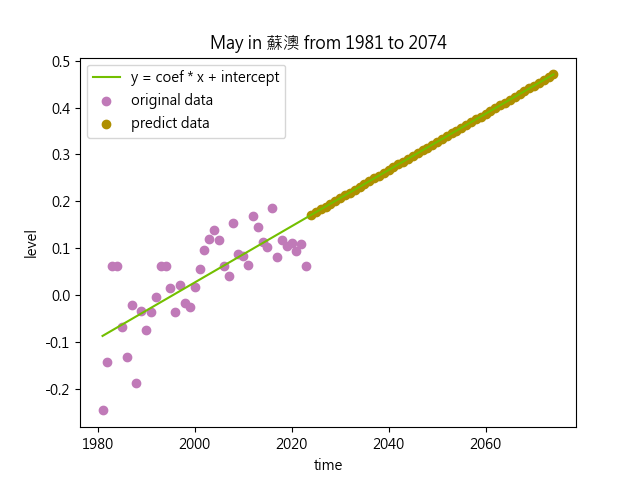 May in 蘇澳 from 1981 to 2074
y = coef * x + intercept
original data
predict data
level
0.5
0.4
0.3
0.2
0.1
0.0
-0.1
-0.2
1980 2000 2020 2040 2060
time